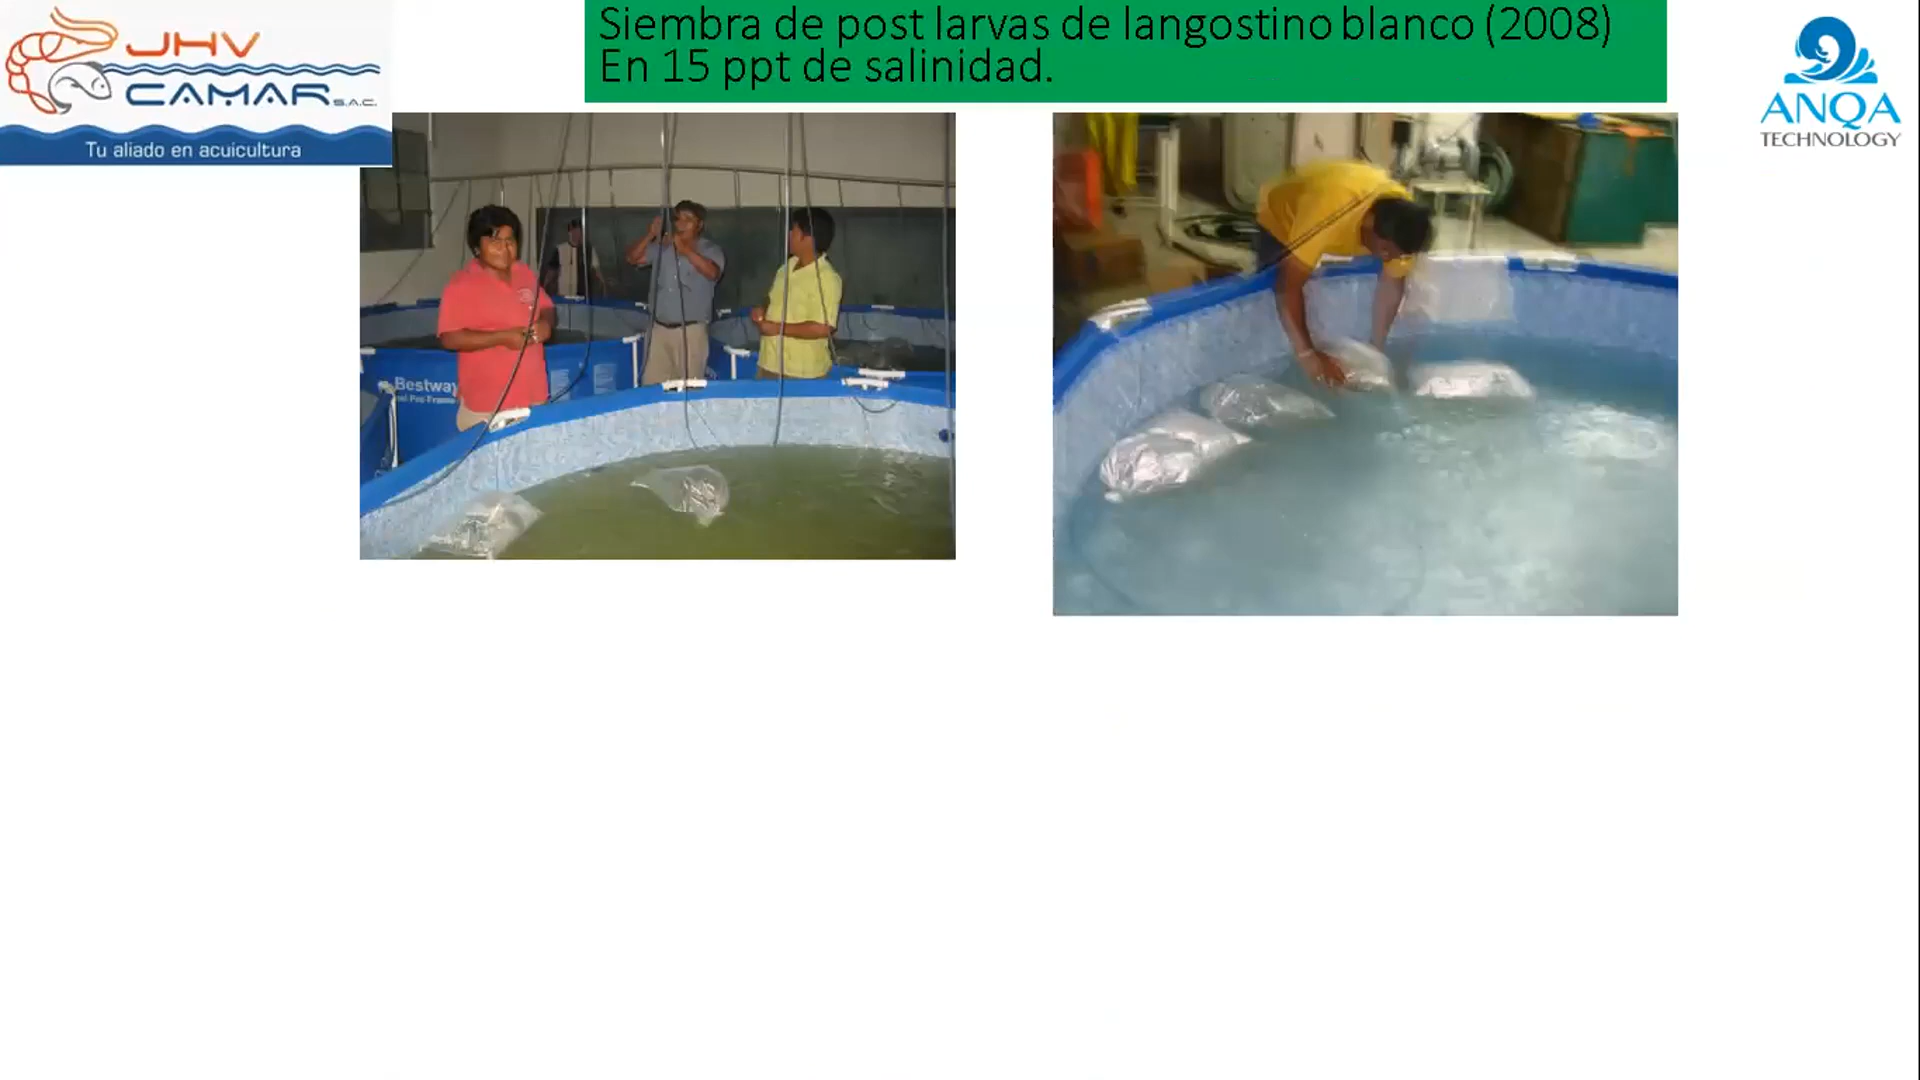 JHV
CAMAR S.A.C.
Tu aliado en acuicultura
Siembra de post larvas de langostino blanco (2008)
En 15 ppt de salinidad.
ANQA
TECHNOLOGY
Bestway